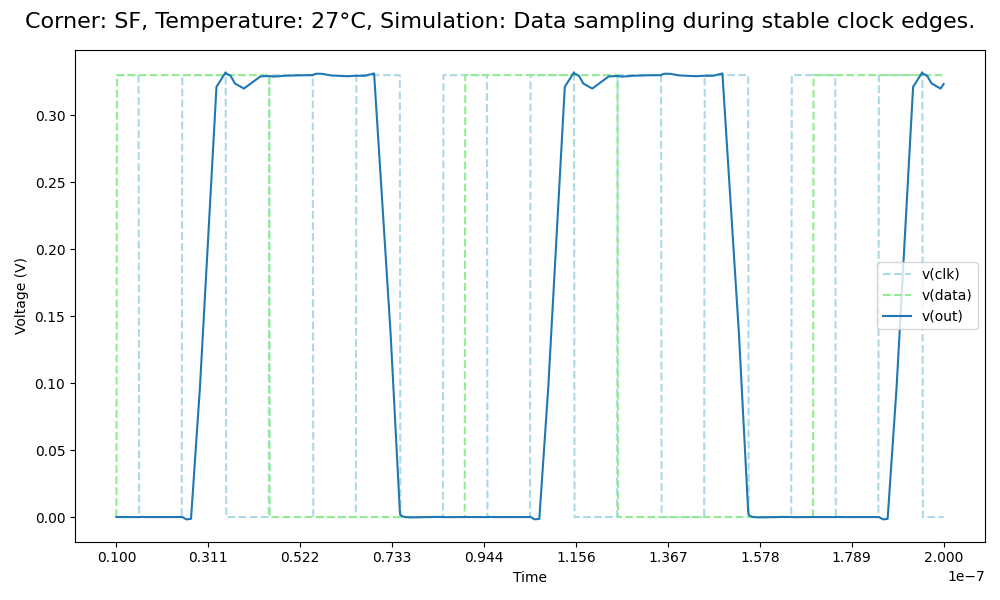 Corner: SF, Temperature: 27°C, Simulation: Data sampling during stable clock edges.
Voltage (V)
0.30
0.25
0.20
0.15
0.10
0.05
0.00
v(clk)
v(data)
v(out)
0.100 0.311 0.522 0.733 0.944 1.156 1.367 1.578 1.789 2.000
Time
1e−7